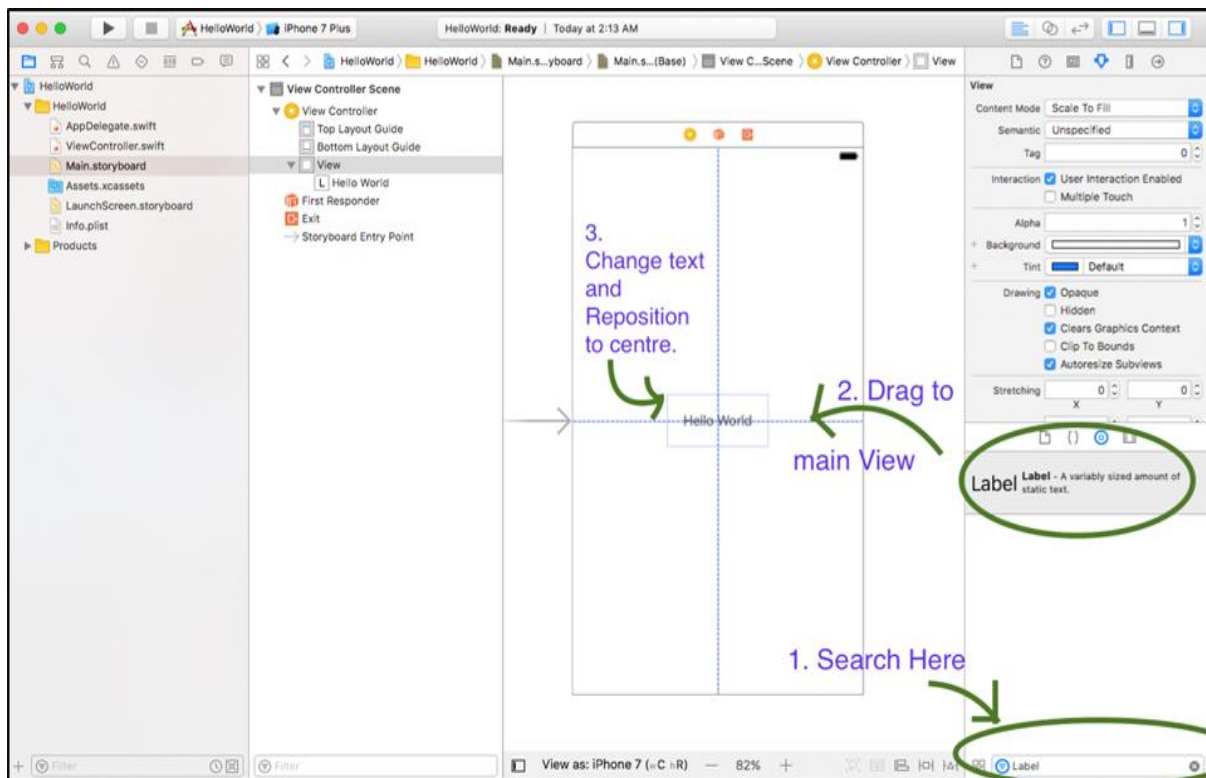 HelloWorld
iPhone 7 Plus
HelloWorld: Ready | Today at 2:13 AM
HelloWorld
HelloWorld
Main.s...yboard
Main.s...(Base)
View C...Scene
View Controller
View
HelloWorld
HelloWorld
AppDelegate.swift
ViewController.swift
Main.storyboard
Assets.xcassets
LaunchScreen.storyboard
Info.plist
Products
Filter
View Controller Scene
View Controller
Top Layout Guide
Bottom Layout Guide
View
L Hello World
First Responder
Exit
Storyboard Entry Point
Filter
3.
Change text
and
Reposition
to centre.
Hello World
2. Drag to
main View
1. Search Here
View as: iPhone 7 (wC hR)
— 82% +
View
Content Mode Scale To Fill
Semantic Unspecified
Tag 0
Interaction User Interaction Enabled
Multiple Touch
Alpha 1
+ Background
+ Tint Default
Drawing Opaque
Hidden
Clears Graphics Context
Clip To Bounds
Autoresize Subviews
Stretching 0 0
X Y
{ }
Label Label - A variably sized amount of
static text.
Label